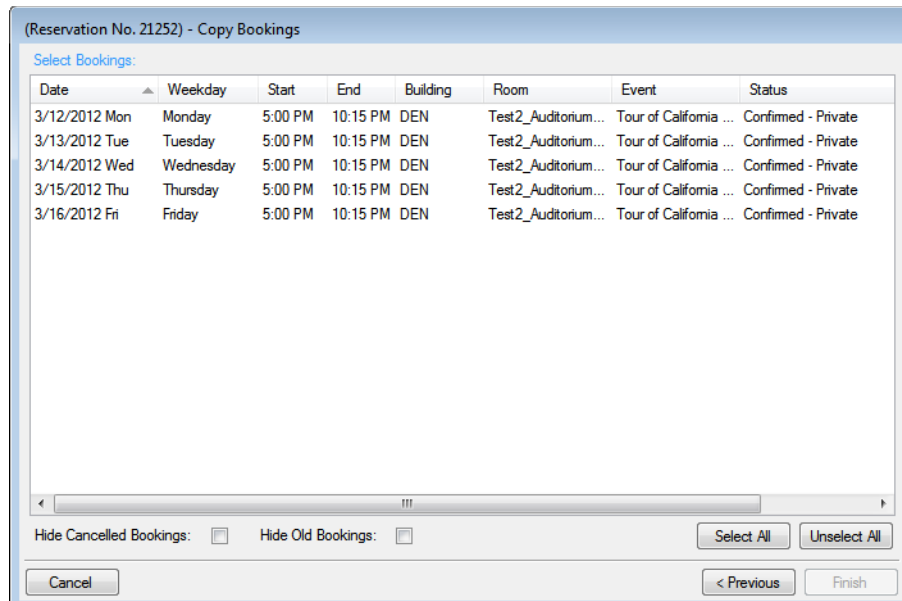 (Reservation No. 21252) - Copy Bookings
Select Bookings:
Date Weekday Start End Building Room Event Status
3/12/2012 Mon Monday 5:00 PM 10:15 PM DEN Test2_Auditorium... Tour of California ... Confirmed - Private
3/13/2012 Tue Tuesday 5:00 PM 10:15 PM DEN Test2_Auditorium... Tour of California ... Confirmed - Private
3/14/2012 Wed Wednesday 5:00 PM 10:15 PM DEN Test2_Auditorium... Tour of California ... Confirmed - Private
3/15/2012 Thu Thursday 5:00 PM 10:15 PM DEN Test2_Auditorium... Tour of California ... Confirmed - Private
3/16/2012 Fri Friday 5:00 PM 10:15 PM DEN Test2_Auditorium... Tour of California ... Confirmed - Private
Hide Cancelled Bookings: Hide Old Bookings: Select All Unselect All
Cancel < Previous Finish